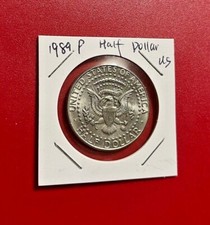 1989.P Half Dollar
US
UNITED STATES OF AMERICA
HALF DOLLAR